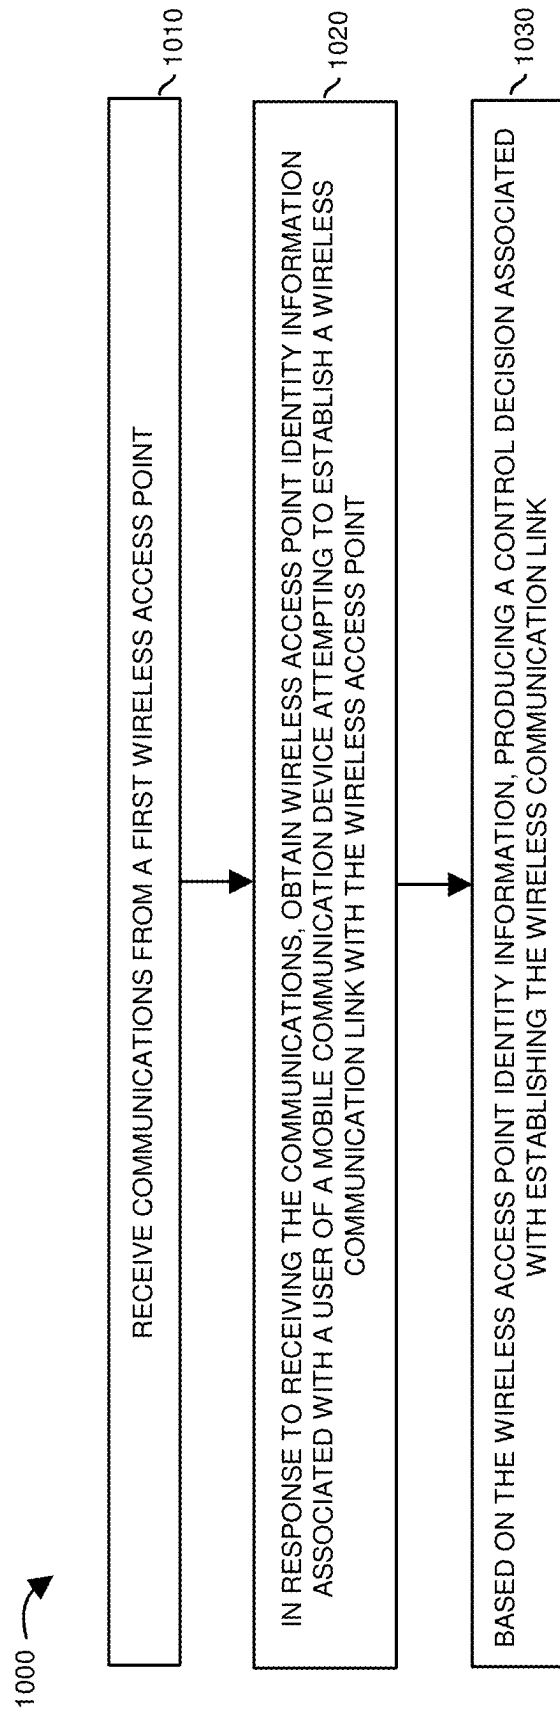 1000
RECEIVE COMMUNICATIONS FROM A FIRST WIRELESS ACCESS POINT
1010
IN RESPONSE TO RECEIVING THE COMMUNICATIONS, OBTAIN WIRELESS ACCESS POINT IDENTITY INFORMATION
ASSOCIATED WITH A USER OF A MOBILE COMMUNICATION DEVICE ATTEMPTING TO ESTABLISH A WIRELESS
COMMUNICATION LINK WITH THE WIRELESS ACCESS POINT
1020
BASED ON THE WIRELESS ACCESS POINT IDENTITY INFORMATION, PRODUCING A CONTROL DECISION ASSOCIATED
WITH ESTABLISHING THE WIRELESS COMMUNICATION LINK
1030